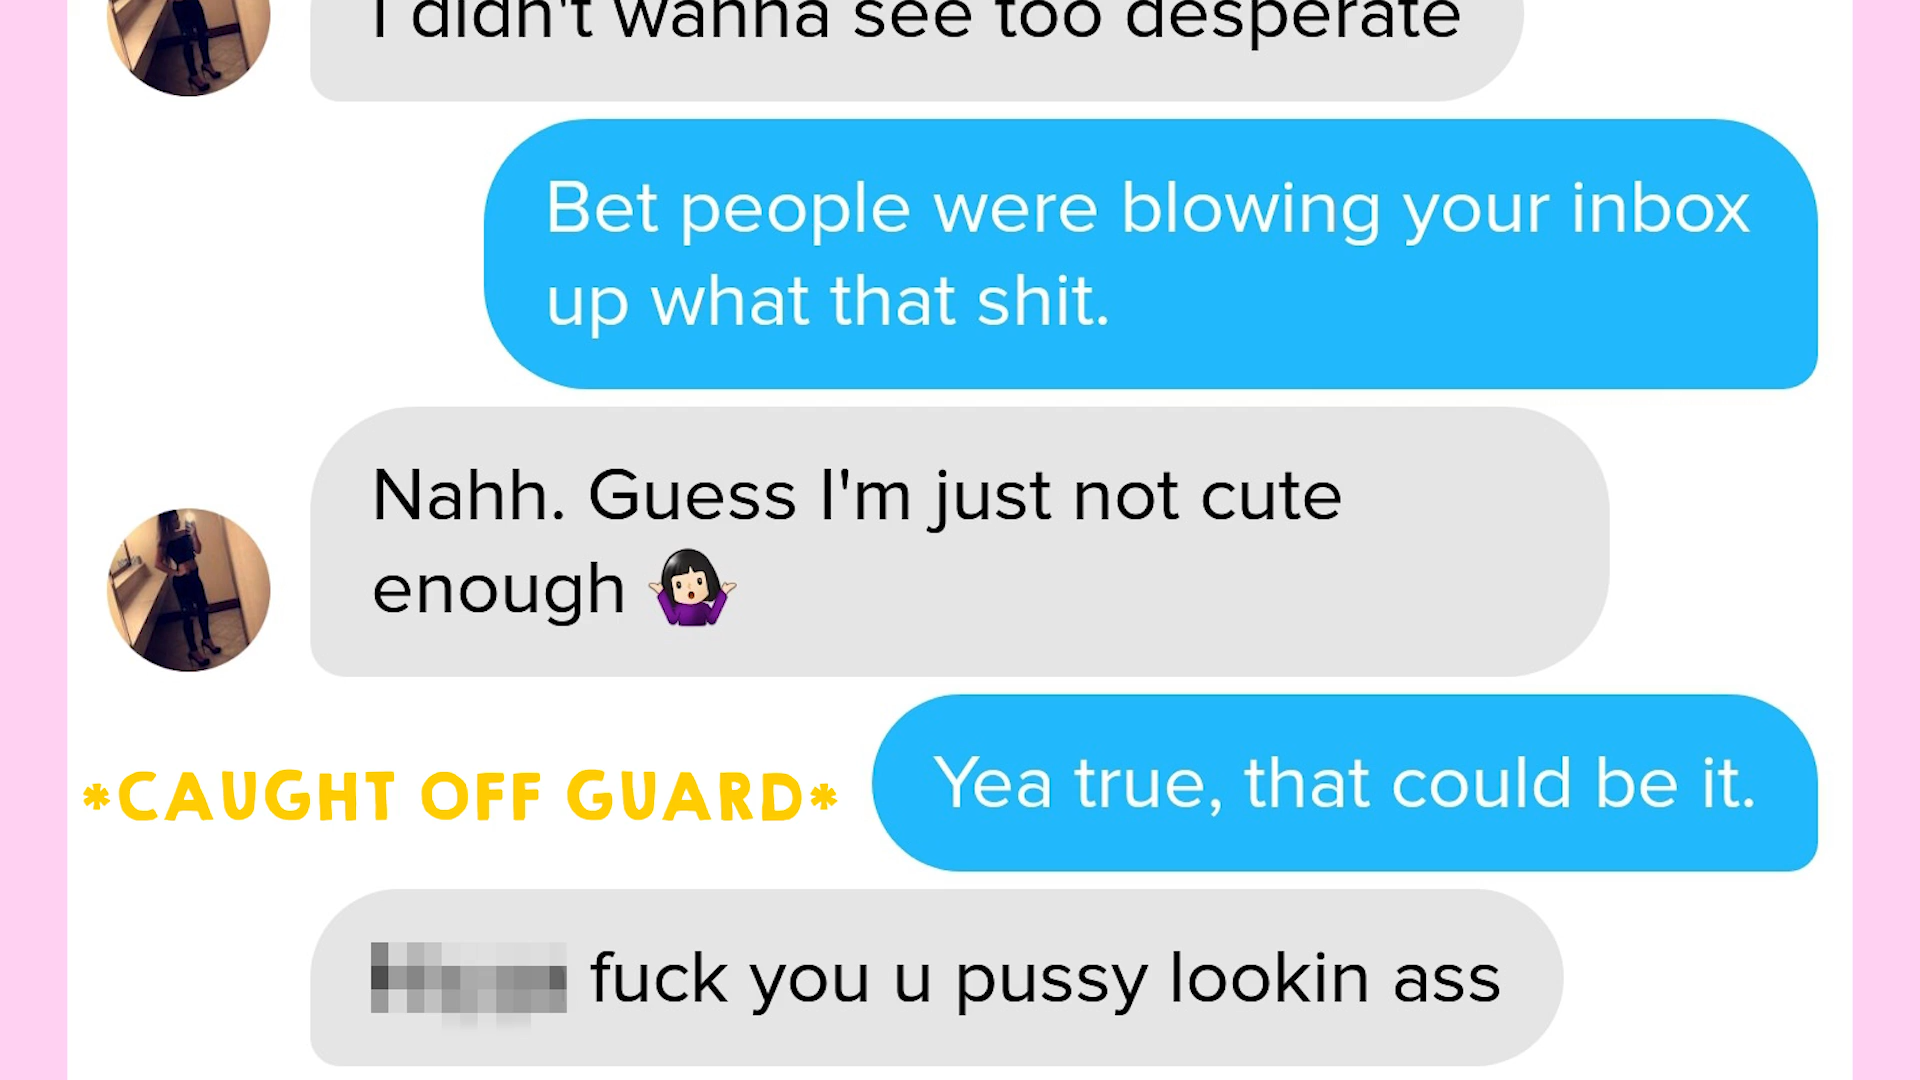 I didn't wanna see too desperate
Bet people were blowing your inbox
up what that shit.
Nahh. Guess I'm just not cute
enough 🤷🏻‍♀️
*CAUGHT OFF GUARD*
Yea true, that could be it.
fuck you u pussy lookin ass